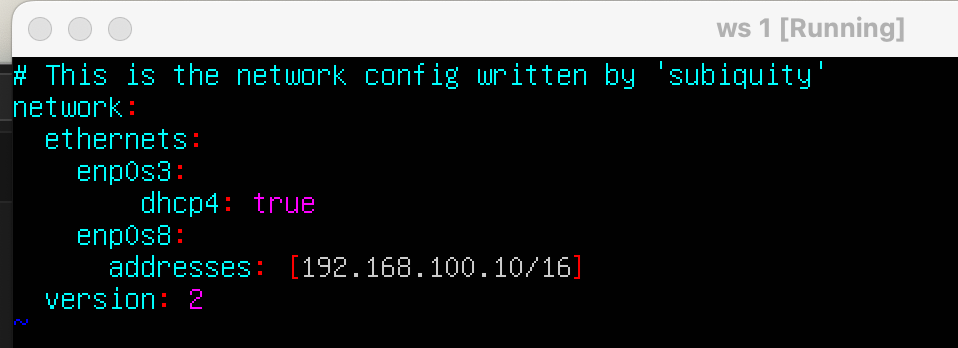 ws 1 [Running]
# This is the network config written by 'subiquity'
network:
  ethernets:
    enp0s3:
        dhcp4: true
    enp0s8:
      addresses: [192.168.100.10/16]
  version: 2
~